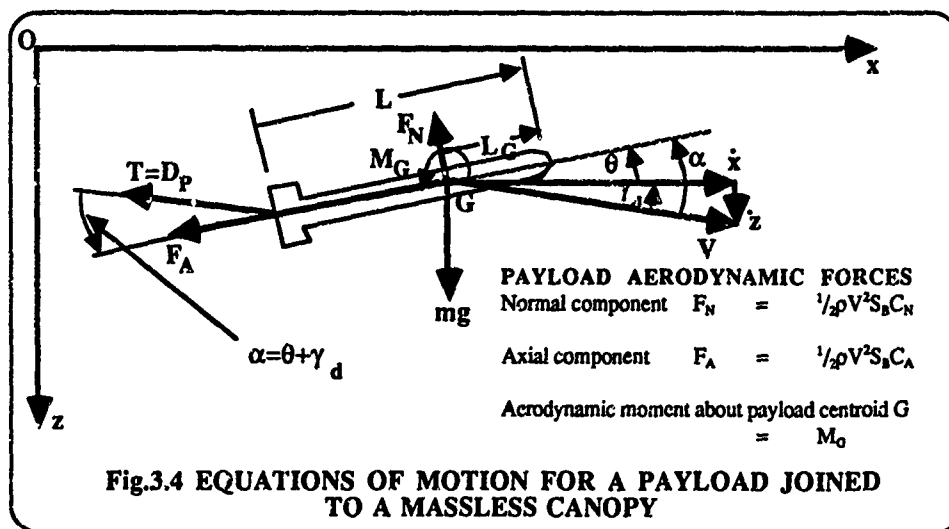 O
x
L
F_N
L_G
M_G
θ
α
ẋ
G
γ_d
ż
T=D_P
F_A
V
mg
α=θ+γ_d
z
PAYLOAD AERODYNAMIC FORCES
Normal component F_N = ¹/₂ρV²S_BC_N
Axial component F_A = ¹/₂ρV²S_BC_A
Aerodynamic moment about payload centroid G
= M_G
Fig.3.4 EQUATIONS OF MOTION FOR A PAYLOAD JOINED
TO A MASSLESS CANOPY